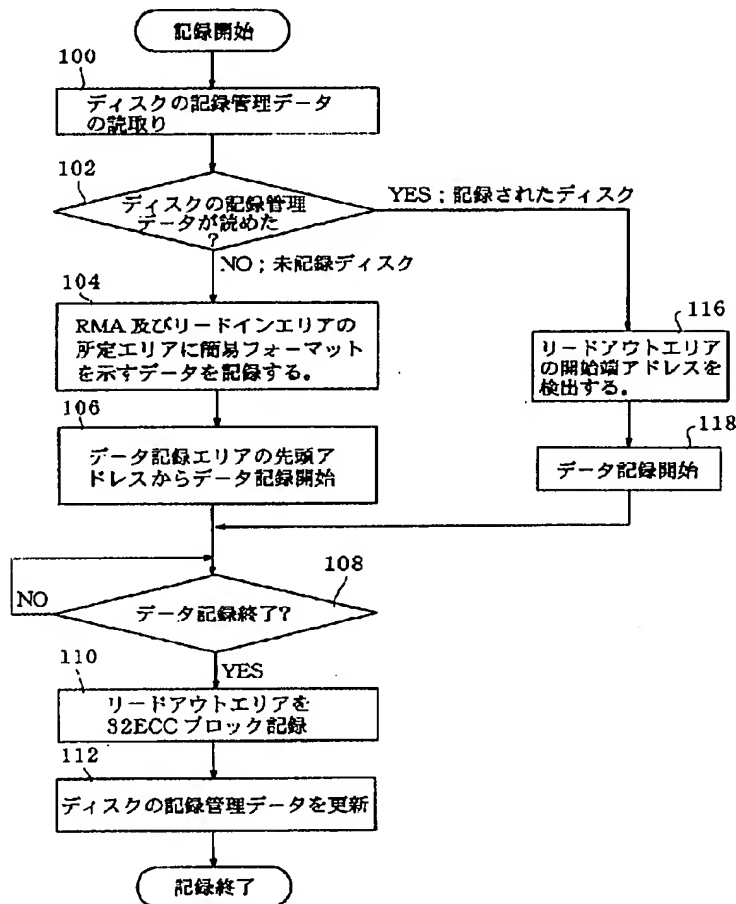 記録開始
100
ディスクの記録管理データ
の読取り
102
ディスクの記録管理
データが読めた
?
YES;記録されたディスク
NO;未記録ディスク
104
RMA 及びリードインエリアの
所定エリアに簡易フォーマット
を示すデータを記録する。
116
リードアウトエリア
の開始端アドレスを
検出する。
106
データ記録エリアの先頭ア
ドレスからデータ記録開始
118
データ記録開始
108
NO
データ記録終了?
YES
110
リードアウトエリアを
32ECC ブロック記録
112
ディスクの記録管理データを更新
記録終了